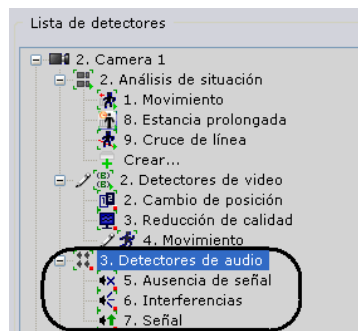 Lista de detectores
2. Camera 1
2. Análisis de situación
1. Movimiento
8. Estancia prolongada
9. Cruce de línea
Crear...
2. Detectores de video
2. Cambio de posición
3. Reducción de calidad
4. Movimiento
3. Detectores de audio
5. Ausencia de señal
6. Interferencias
7. Señal